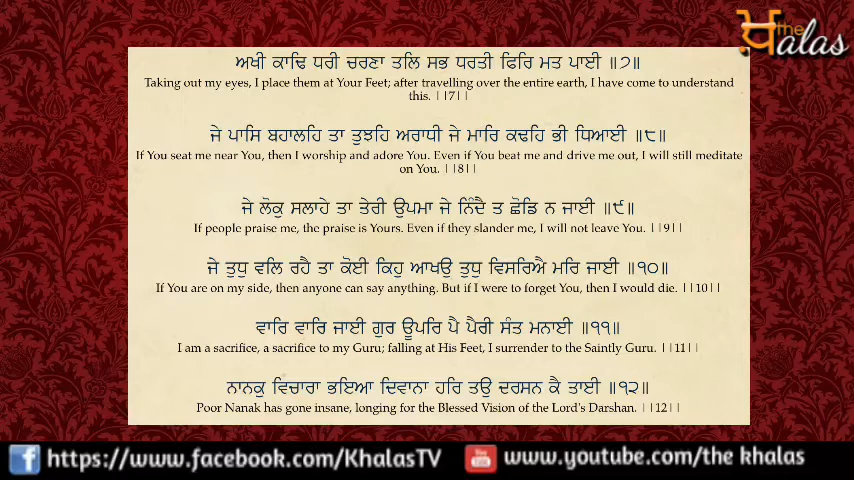 the
ਖalas
ਅਖੀ ਕਾਢਿ ਧਰੀ ਚਰਣਾ ਤਲਿ ਸਭ ਧਰਤੀ ਫਿਰਿ ਮਤ ਪਾਈ ॥੭॥
Taking out my eyes, I place them at Your Feet; after travelling over the entire earth, I have come to understand
this. ||7||
ਜੇ ਪਾਸਿ ਬਹਾਲਹਿ ਤਾ ਤੁਝਹਿ ਅਰਾਧੀ ਜੇ ਮਾਰਿ ਕਢਹਿ ਭੀ ਧਿਆਈ ॥੮॥
If You seat me near You, then I worship and adore You. Even if You beat me and drive me out, I will still meditate
on You. ||8||
ਜੇ ਲੋਕੁ ਸਲਾਹੇ ਤਾ ਤੇਰੀ ਉਪਮਾ ਜੇ ਨਿੰਦੈ ਤ ਛੋਡਿ ਨ ਜਾਈ ॥੯॥
If people praise me, the praise is Yours. Even if they slander me, I will not leave You. ||9||
ਜੇ ਤੁਧੁ ਵਲਿ ਰਹੈ ਤਾ ਕੋਈ ਕਿਹੁ ਆਖਉ ਤੁਧੁ ਵਿਸਰਿਐ ਮਰਿ ਜਾਈ ॥੧੦॥
If You are on my side, then anyone can say anything. But if I were to forget You, then I would die. ||10||
ਵਾਰਿ ਵਾਰਿ ਜਾਈ ਗੁਰ ਊਪਰਿ ਪੈ ਪੈਰੀ ਸੰਤ ਮਨਾਈ ॥੧੧॥
I am a sacrifice, a sacrifice to my Guru; falling at His Feet, I surrender to the Saintly Guru. ||11||
ਨਾਨਕੁ ਵਿਚਾਰਾ ਭਇਆ ਦਿਵਾਨਾ ਹਰਿ ਤਉ ਦਰਸਨ ਕੈ ਤਾਈ ॥੧੨॥
Poor Nanak has gone insane, longing for the Blessed Vision of the Lord's Darshan. ||12||
f https://www.facebook.com/KhalasTV You Tube www.youtube.com/the khalas